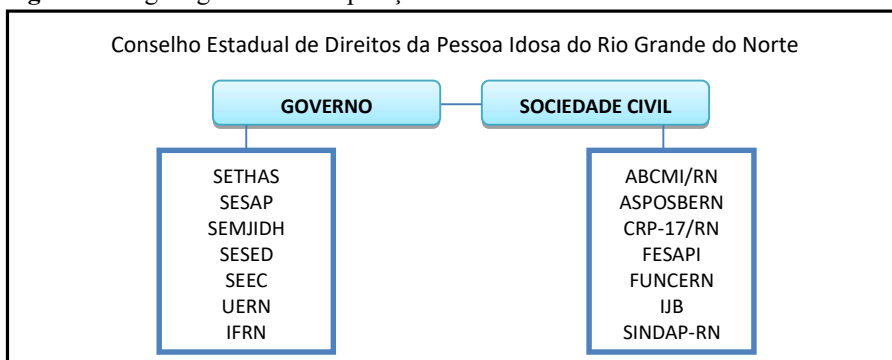 Conselho Estadual de Direitos da Pessoa Idosa do Rio Grande do Norte
GOVERNO
SOCIEDADE CIVIL
SETHAS
SESAP
SEMJIDH
SESED
SEEC
UERN
IFRN
ABCMI/RN
ASPOSBERN
CRP-17/RN
FESAPI
FUNCERN
IJB
SINDAP-RN